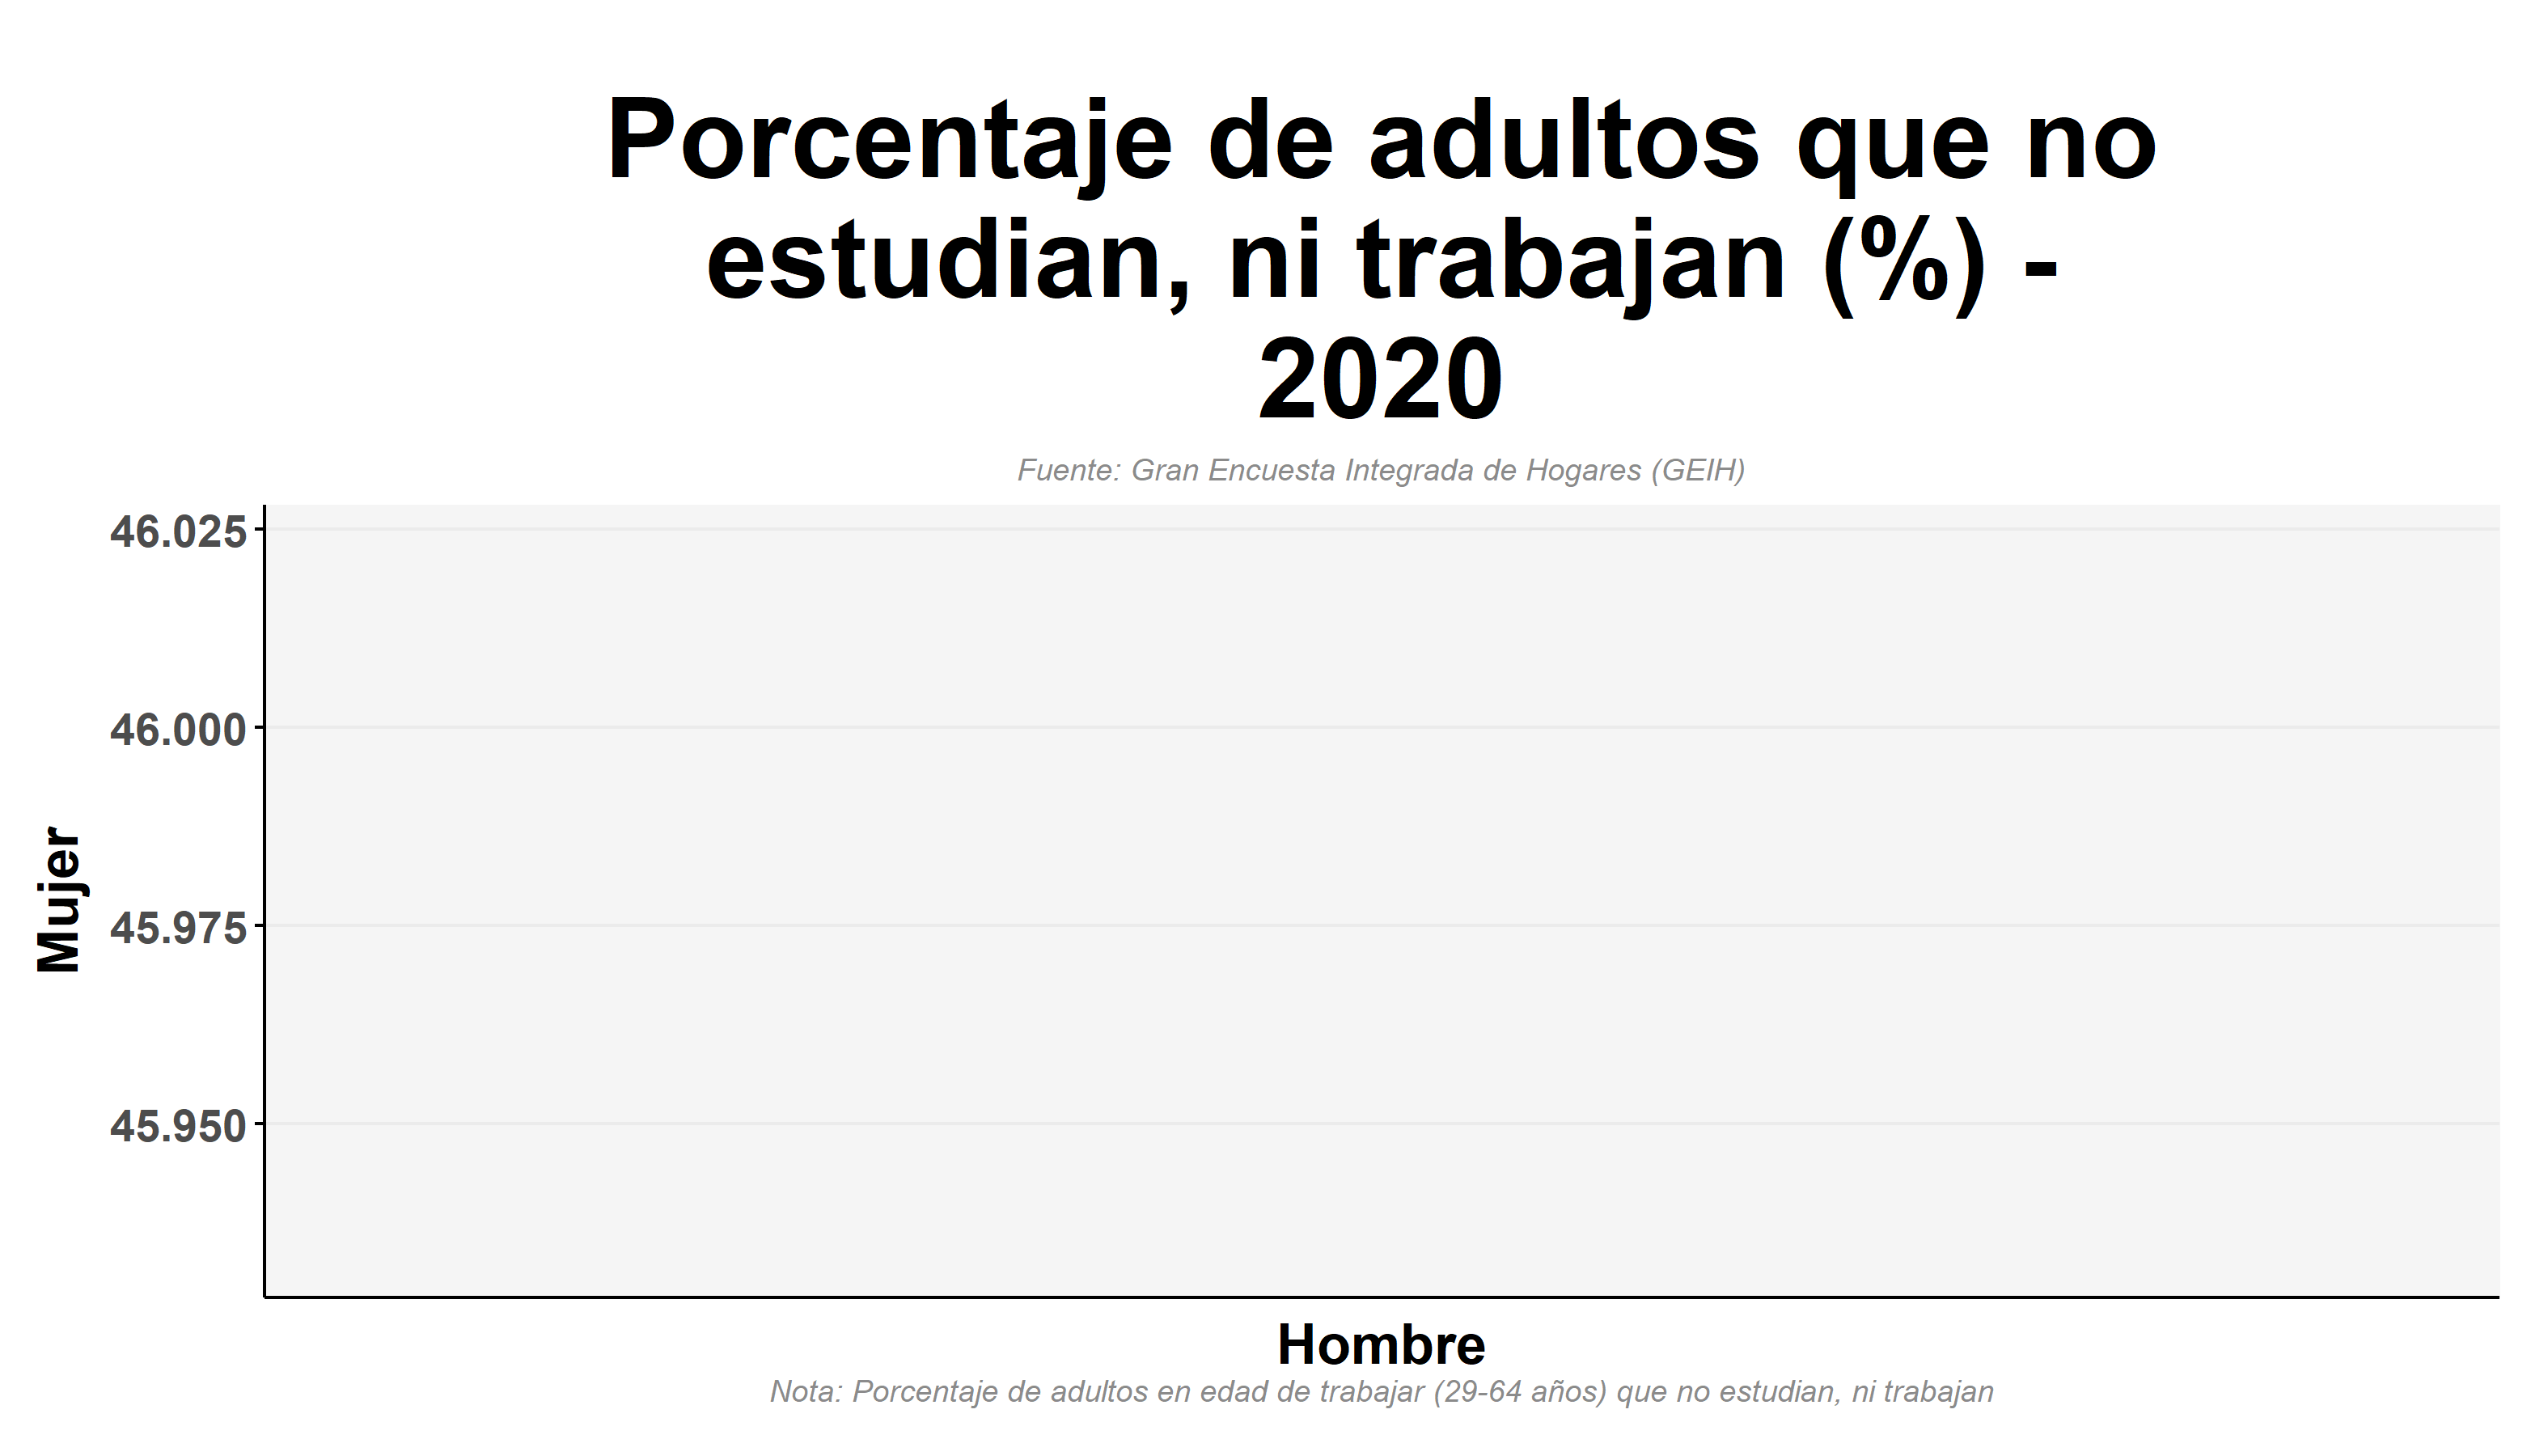 Porcentaje de adultos que no
estudian, ni trabajan (%) -
2020
Fuente: Gran Encuesta Integrada de Hogares (GEIH)
46.025
46.000
45.975
45.950
Mujer
Hombre
Nota: Porcentaje de adultos en edad de trabajar (29-64 años) que no estudian, ni trabajan